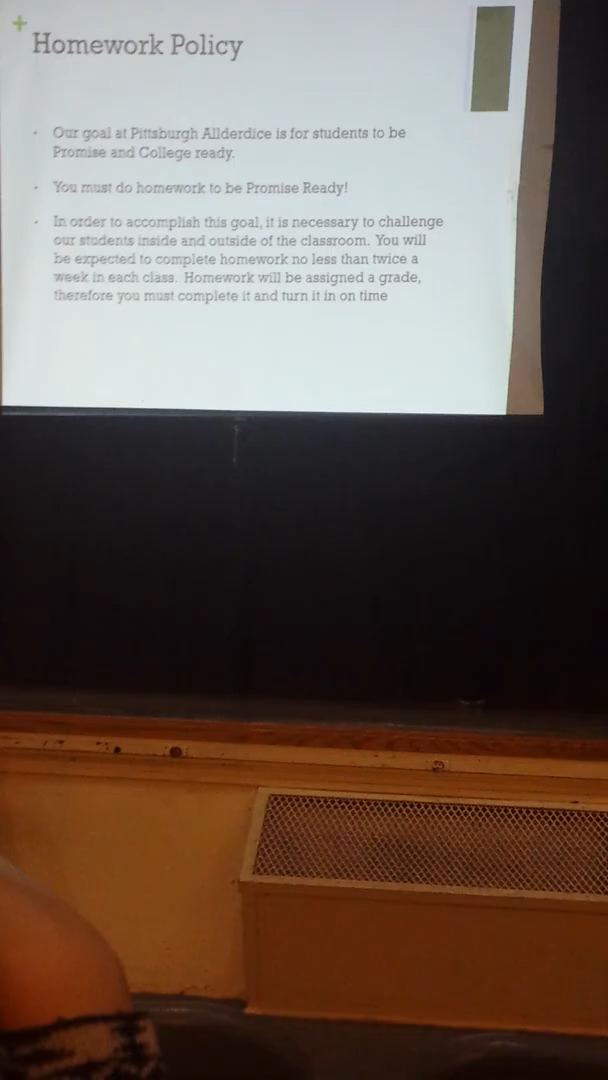 Homework Policy
Our goal at Pittsburgh Allderdice is for students to be
Promise and College ready.
You must do homework to be Promise Ready!
In order to accomplish this goal, it is necessary to challenge
our students inside and outside of the classroom. You will
be expected to complete homework no less than twice a
week in each class. Homework will be assigned a grade,
therefore you must complete it and turn it in on time